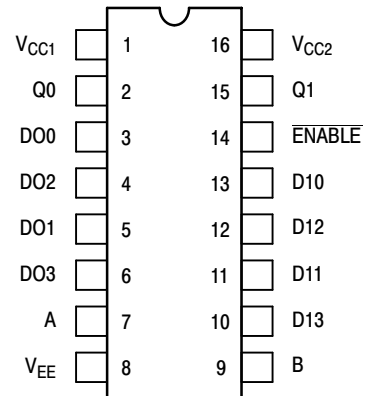 VCC1 1 16 VCC2
Q0 2 15 Q1
DO0 3 14 ENABLE
DO2 4 13 D10
DO1 5 12 D12
DO3 6 11 D11
A 7 10 D13
VEE 8 9 B